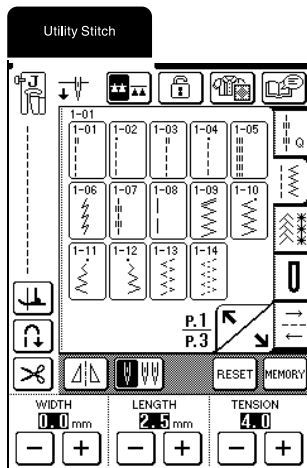 Utility Stitch
J
1-01
1-01 1-02 1-03 1-04 1-05
Q
1-06 1-07 1-08 1-09 1-10
1-11 1-12 1-13 1-14
P.1
P.3
RESET MEMORY
WIDTH LENGTH TENSION
0.0 mm 2.5 mm 4.0
− + − + − +